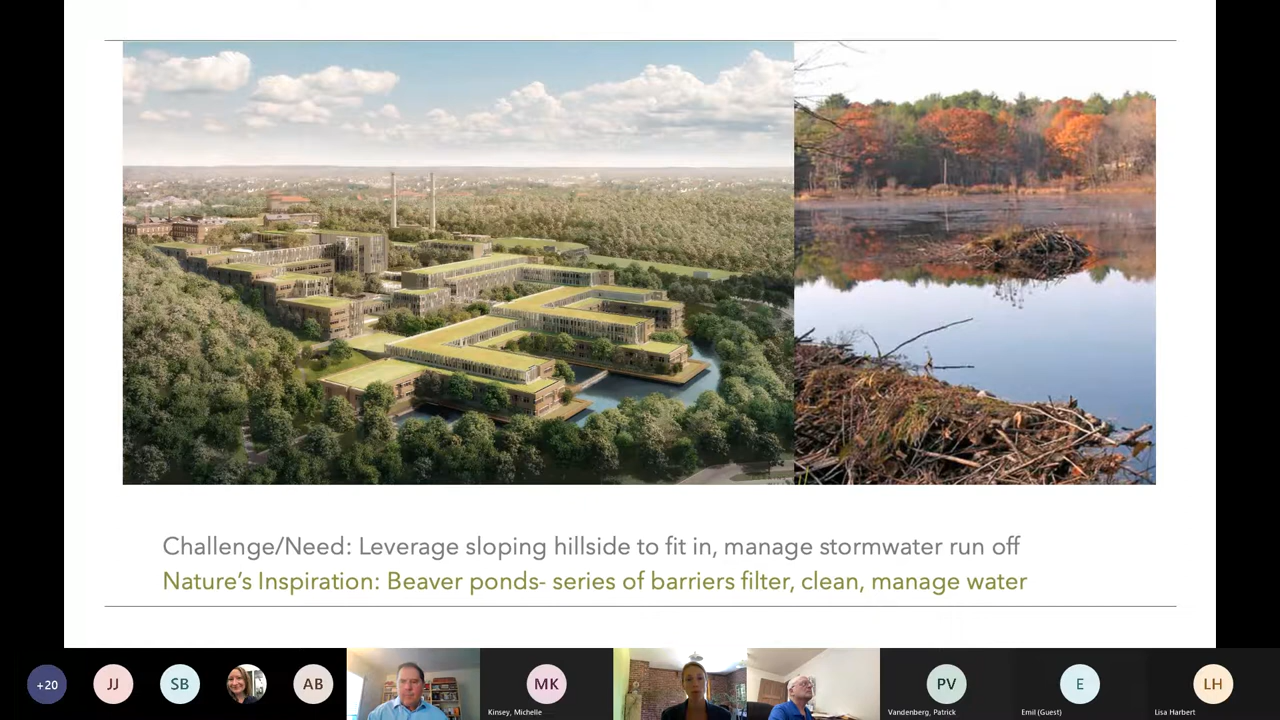 Challenge/Need: Leverage sloping hillside to fit in, manage stormwater run off
Nature's Inspiration: Beaver ponds- series of barriers filter, clean, manage water
+20
JJ
SB
AB
MK
Kinsey, Michelle
PV
Vandenberg, Patrick
E
Emil (Guest)
LH
Lisa Harbert